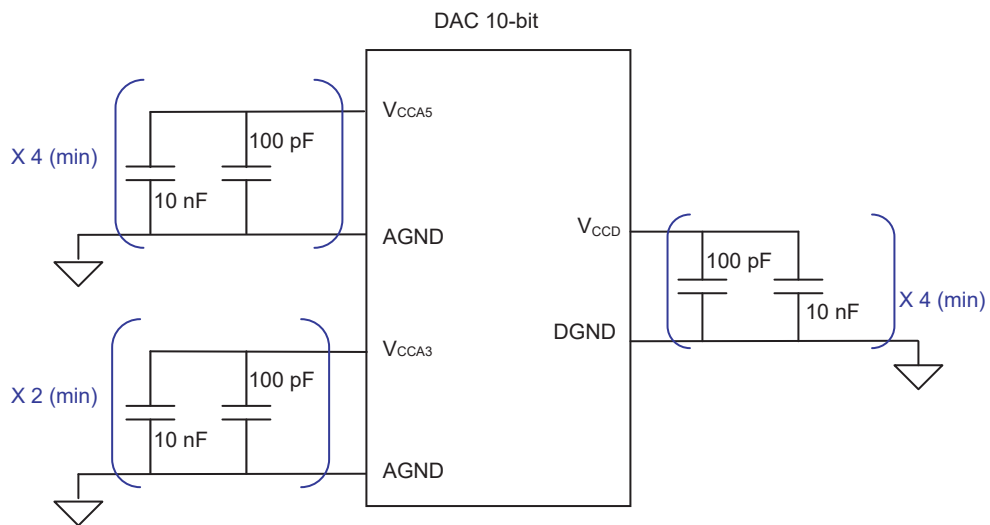 DAC 10-bit
VCCA5
100 pF
X 4 (min)
10 nF
AGND
VCCD
100 pF
X 4 (min)
10 nF
DGND
VCCA3
100 pF
X 2 (min)
10 nF
AGND